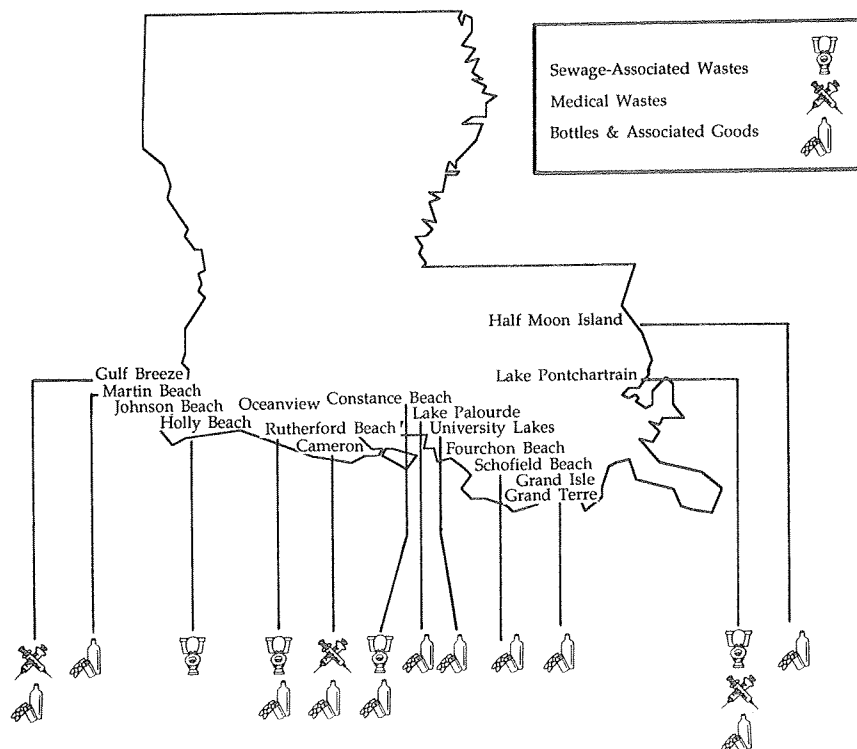 Sewage-Associated Wastes
Medical Wastes
Bottles & Associated Goods
Half Moon Island
Gulf Breeze
Lake Pontchartrain
Martin Beach
Constance Beach
Johnson Beach
Oceanview
Lake Palourde
Holly Beach
Rutherford Beach
University Lakes
Cameron
Fourchon Beach
Schofield Beach
Grand Isle
Grand Terre